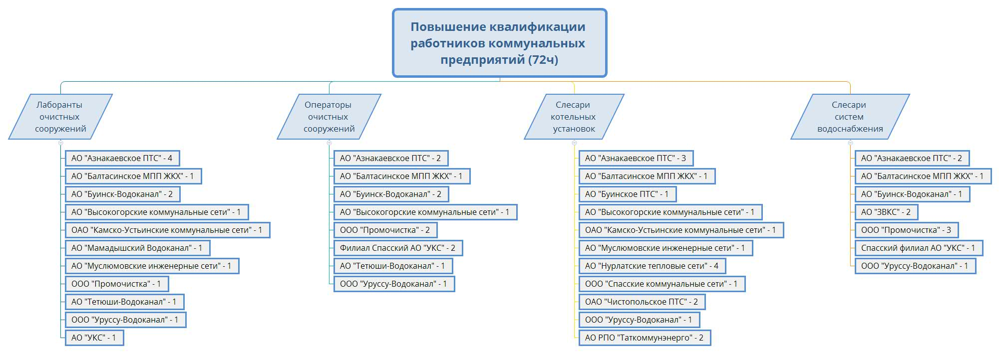 Повышение квалификации
работников коммунальных
предприятий (72ч)
Лаборанты
очистных
сооружений
АО "Азнакаевское ПТС" - 4
АО "Балтасинское МПП ЖКХ" - 1
АО "Буинск-Водоканал" - 2
АО "Высокогорские коммунальные сети" - 1
ОАО "Камско-Устьинские коммунальные сети" - 1
АО "Мамадышский Водоканал" - 1
АО "Муслюмовские инженерные сети" - 1
ООО "Промочистка" - 1
АО "Тетюши-Водоканал" - 1
ООО "Уруссу-Водоканал" - 1
АО "УКС" - 1
Операторы
очистных
сооружений
АО "Азнакаевское ПТС" - 2
АО "Балтасинское МПП ЖКХ" - 1
АО "Буинск-Водоканал" - 2
АО "Высокогорские коммунальные сети" - 1
ООО "Промочистка" - 2
Филиал Спасский АО "УКС" - 2
АО "Тетюши-Водоканал" - 1
ООО "Уруссу-Водоканал" - 1
Слесари
котельных
установок
АО "Азнакаевское ПТС" - 3
АО "Балтасинское МПП ЖКХ" - 1
АО "Буинское ПТС" - 1
АО "Высокогорские коммунальные сети" - 1
ОАО "Камско-Устьинские коммунальные сети" - 1
АО "Муслюмовские инженерные сети" - 1
АО "Нурлатские тепловые сети" - 4
ООО "Спасские коммунальные сети" - 1
ОАО "Чистопольское ПТС" - 2
ООО "Уруссу-Водоканал" - 1
АО РПО "Таткоммунэнерго" - 2
Слесари
систем
водоснабжения
АО "Азнакаевское ПТС" - 2
АО "Балтасинское МПП ЖКХ" - 1
АО "Буинск-Водоканал" - 1
АО "ЗВКС" - 2
ООО "Промочистка" - 3
Спасский филиал АО "УКС" - 1
ООО "Уруссу-Водоканал" - 1